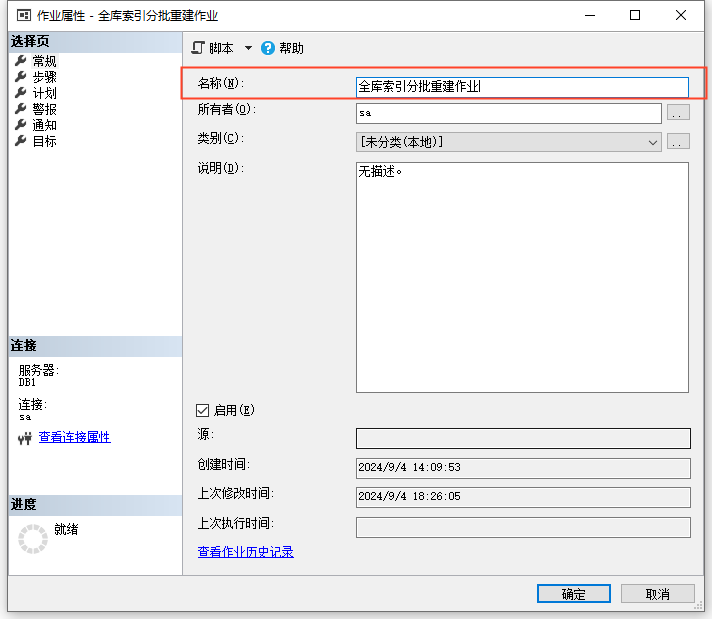 作业属性 - 全库索引分批重建作业
选择页
常规
步骤
计划
警报
通知
目标
连接
服务器:
DB1
连接:
sa
查看连接属性
进度
就绪
脚本
帮助
名称(N):
全库索引分批重建作业
所有者(O):
sa
..
类别(C):
[未分类(本地)]
..
说明(D):
无描述。
启用(E)
源:
创建时间:
2024/9/4 14:09:53
上次修改时间:
2024/9/4 18:26:05
上次执行时间:
查看作业历史记录
确定
取消